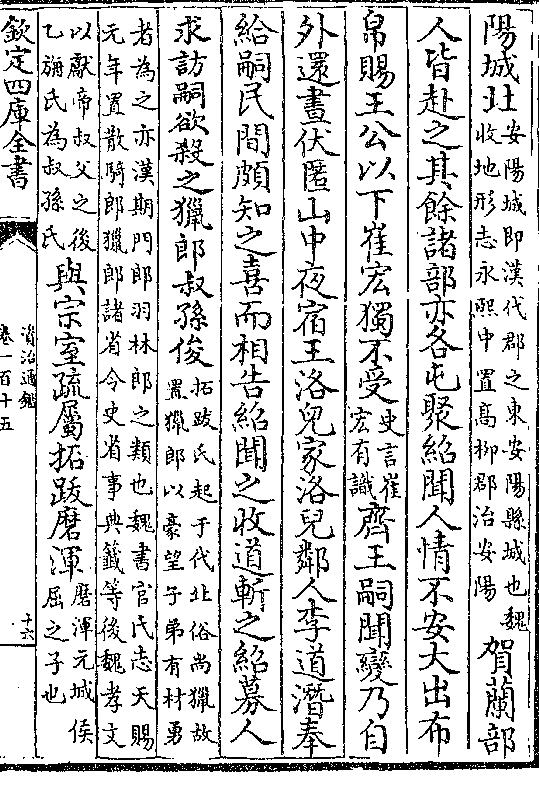 陽城北安陽城即漢代郡之東安陽縣城也魏收地形志永熙中置高柳郡治安陽賀蘭部
人皆赴之其餘諸部亦各屯聚紹聞人情不安大出布
帛賜王公以下崔宏獨不受史言崔宏有識齊王嗣聞變乃自
外還晝伏匿山中夜宿王洛兒家洛兒鄰人李道潛奉
給嗣民間頗知之喜而相告紹聞之收道斬之紹募人
求訪嗣欲殺之獵郎叔孫俊拓跋氏起于代北俗尚獵故置獵郎以豪望子弟有材勇
者為之亦漢期門郎羽林郎之類也魏書官氏志天賜元年置散騎郎獵郎諸省令史省事典籤等後魏孝文
以獻帝叔父之後乙旃氏為叔孫氏與宗室疏屬拓跋磨渾磨渾元城侯屈之子也
欽定四庫全書
資治通鑑
卷一百十五
十六